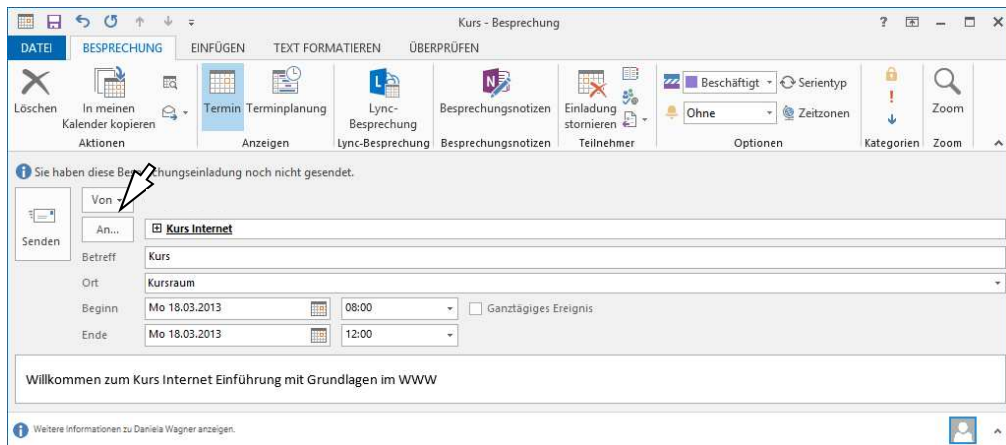 Kurs - Besprechung
?
DATEI BESPRECHUNG EINFÜGEN TEXT FORMATIEREN ÜBERPRÜFEN
Löschen
In meinen
Kalender kopieren
Aktionen
Termin Terminplanung
Anzeigen
Lync-
Besprechung
Lync-Besprechung
Besprechungsnotizen
Besprechungsnotizen
Einladung
stornieren
Teilnehmer
Beschäftigt Serientyp
Ohne Zeitzonen
Optionen
Kategorien
Zoom
Zoom
Sie haben diese Bes chungseinladung noch nicht gesendet.
Senden
Von
An... Kurs Internet
Betreff Kurs
Ort Kursraum
Beginn Mo 18.03.2013 08:00 Ganztägiges Ereignis
Ende Mo 18.03.2013 12:00
Willkommen zum Kurs Internet Einführung mit Grundlagen im WWW
Weitere Informationen zu Daniela Wagner anzeigen.